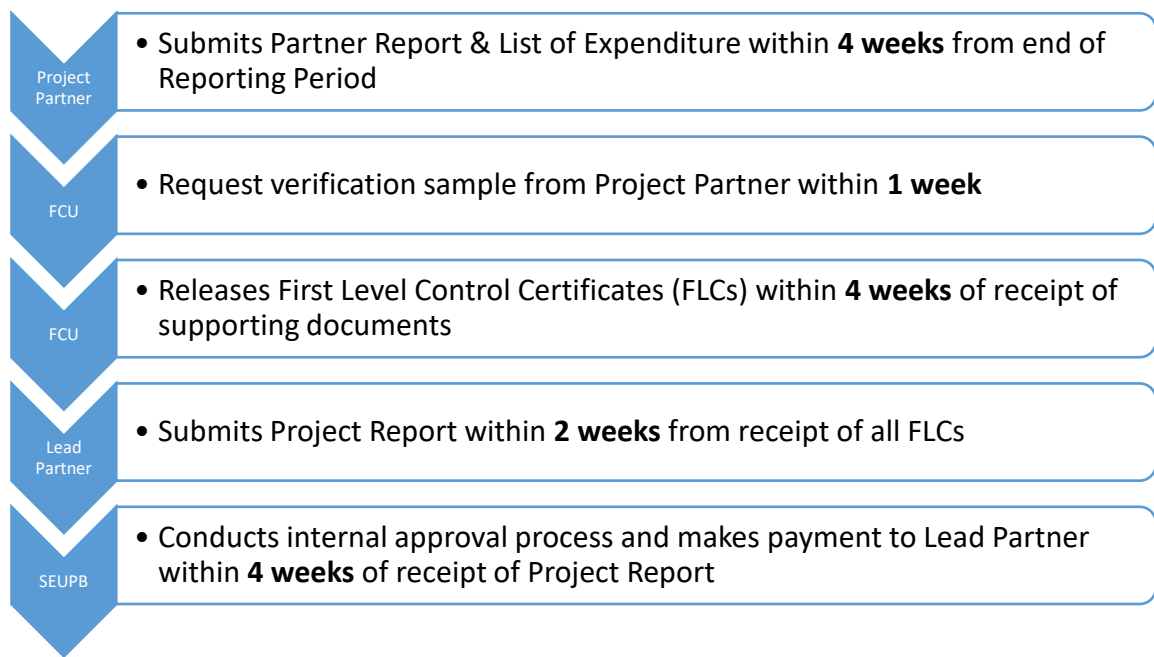 Project
Partner
• Submits Partner Report & List of Expenditure within 4 weeks from end of
Reporting Period
FCU
• Request verification sample from Project Partner within 1 week
FCU
• Releases First Level Control Certificates (FLCs) within 4 weeks of receipt of
supporting documents
Lead
Partner
• Submits Project Report within 2 weeks from receipt of all FLCs
SEUPB
• Conducts internal approval process and makes payment to Lead Partner
within 4 weeks of receipt of Project Report